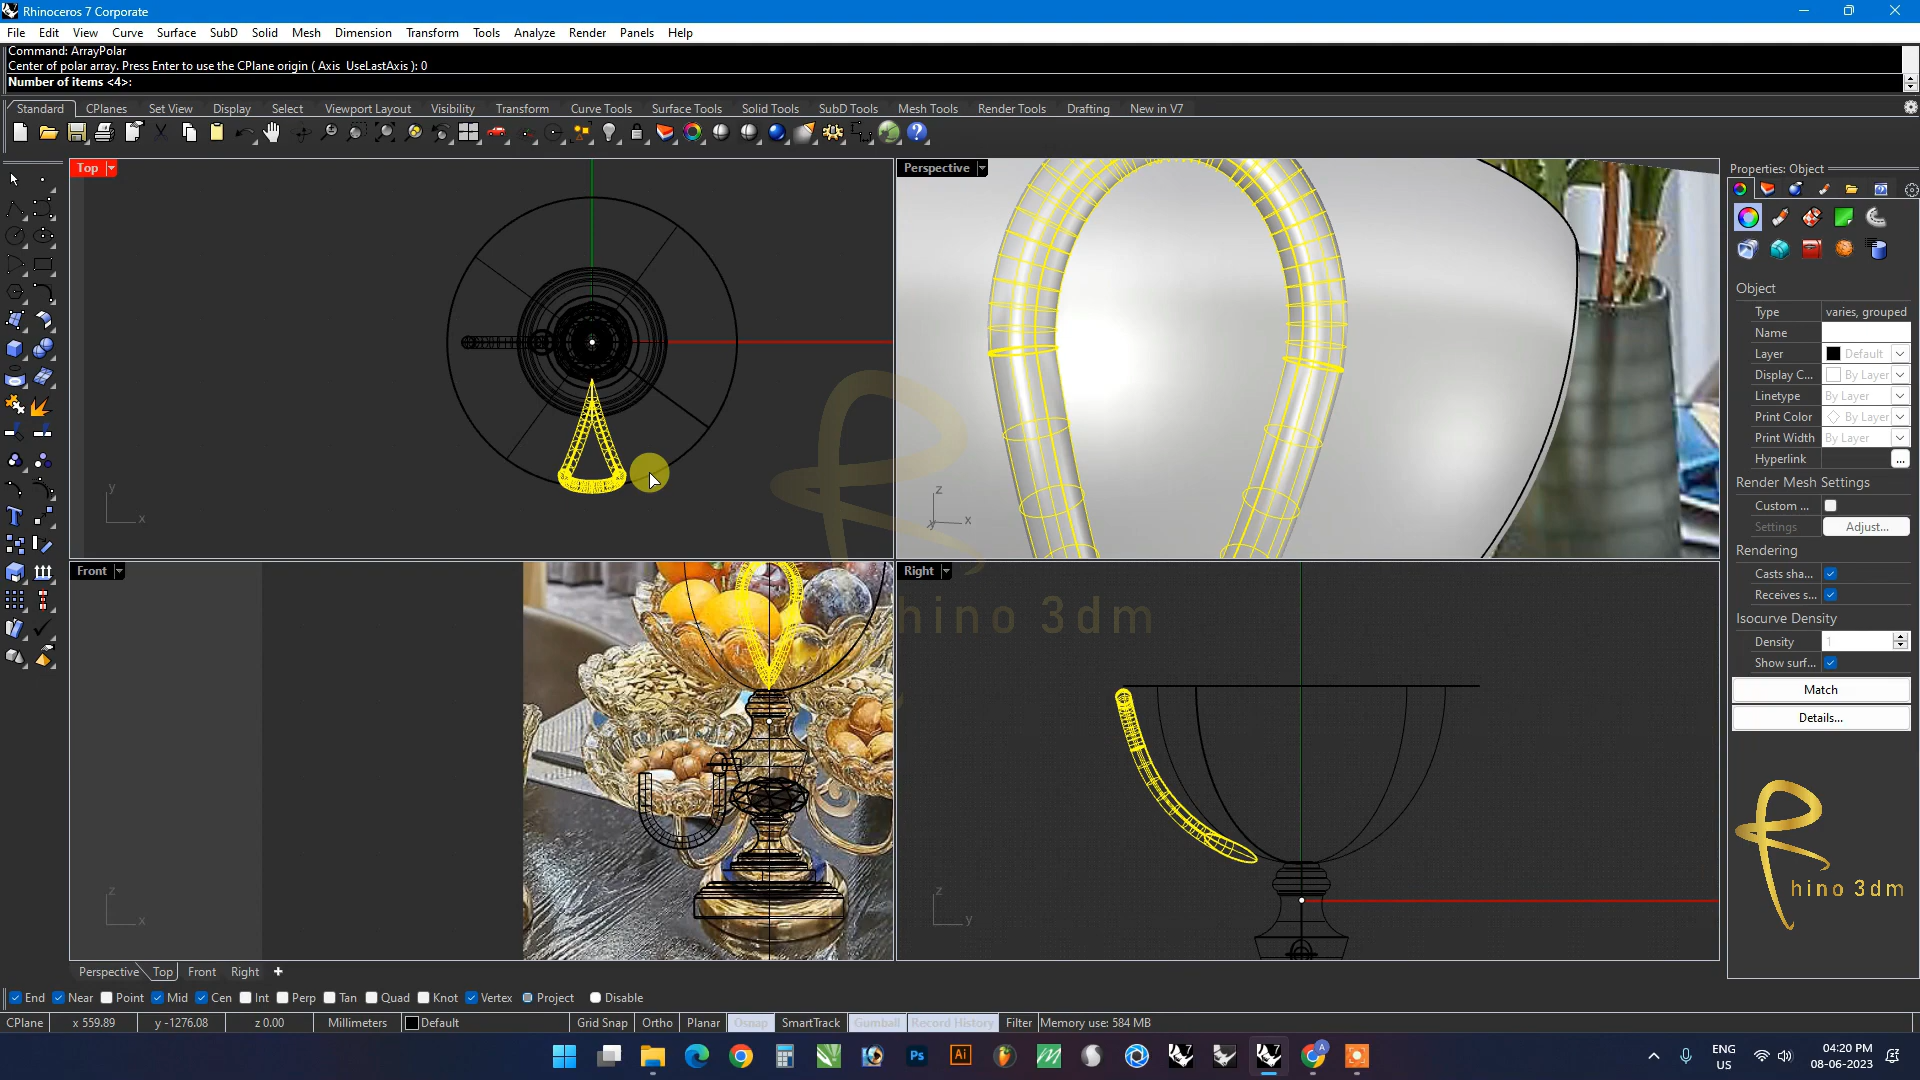 Rhinoceros 7 Corporate
File Edit View Curve Surface SubD Solid Mesh Dimension Transform Tools Analyze Render Panels Help
Command: ArrayPolar
Center of polar array. Press Enter to use the CPlane origin ( Axis UseLastAxis ): 0
Number of items <4>:
Standard CPlanes Set View Display Select Viewport Layout Visibility Transform Curve Tools Surface Tools Solid Tools SubD Tools Mesh Tools Render Tools Drafting New in V7
Top
Perspective
Properties: Object
Object
Type varies, grouped
Name
Layer Default
Display C... By Layer
Linetype By Layer
Print Color By Layer
Print Width By Layer
Hyperlink ...
Render Mesh Settings
Custom ...
Settings Adjust...
Rendering
Casts sha...
Receives s...
Isocurve Density
Density 1
Show surf...
Match
Details...
y
x
z
y
x
Front
Right
hino 3dm
z
x
z
y
hino 3dm
Perspective Top Front Right
End Near Point Mid Cen Int Perp Tan Quad Knot Vertex Project Disable
CPlane x 559.89 y -1276.08 z 0.00 Millimeters Default Grid Snap Ortho Planar Osnap SmartTrack Gumball Record History Filter Memory use: 584 MB
Ps Ai
ENG
US
04:20 PM
08-06-2023